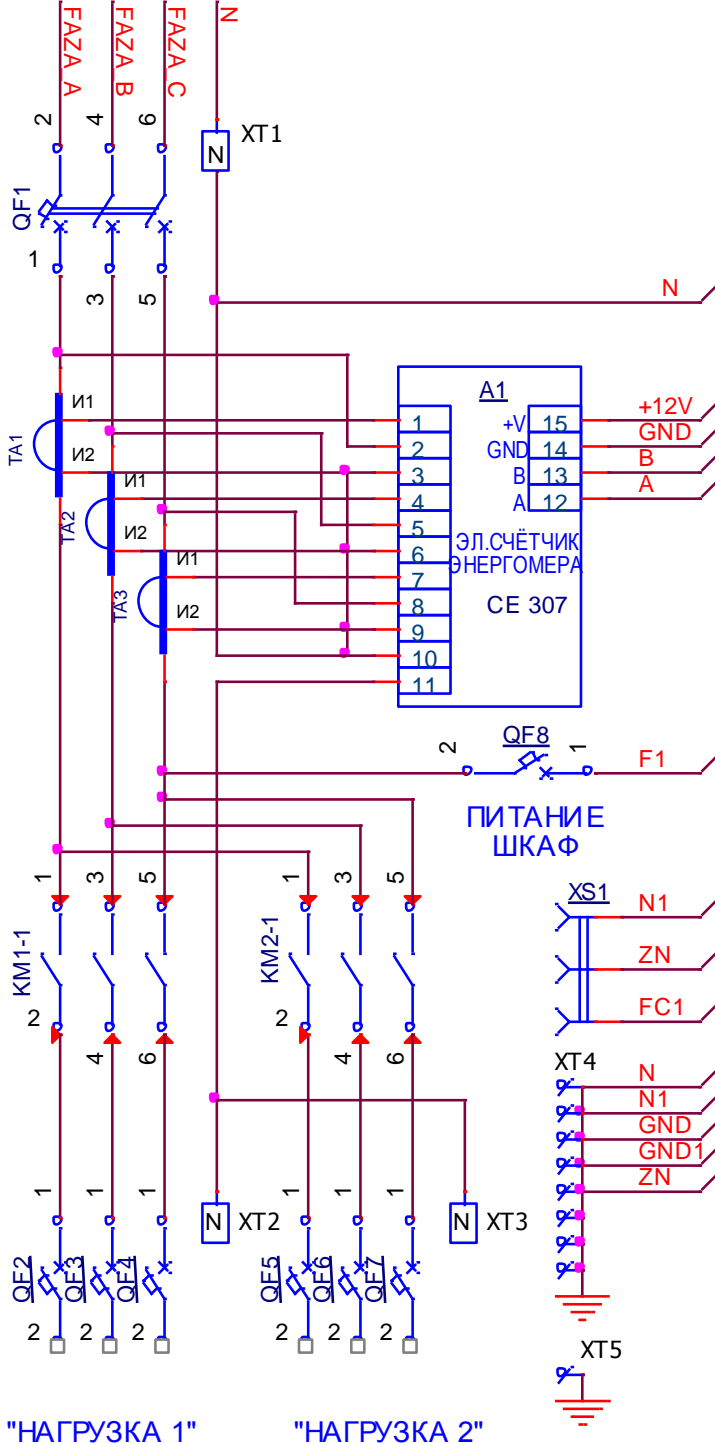 FAZA_A
FAZA_B
FAZA_C
N
2
4
6
XT1
N
QF1
1
3
5
N
A1
И1
1
+V
15
+12V
2
GND
14
GND
TA1
И2
3
B
13
B
И1
4
A
12
A
TA2
5
И2
6
ЭЛ.СЧЁТЧИК
ЭНЕРГОМЕРА
И1
7
TA3
8
CE 307
И2
9
10
11
QF8
2
1
F1
ПИТАНИЕ
ШКАФ
1
3
5
1
3
5
XS1
N1
KM1-1
KM2-1
ZN
2
4
6
2
4
6
FC1
XT4
N
N1
GND
GND1
ZN
1
1
1
N
XT2
1
1
1
N
XT3
QF2
QF3
QF4
QF5
QF6
QF7
2
2
2
2
2
2
XT5
"НАГРУЗКА 1"
"НАГРУЗКА 2"